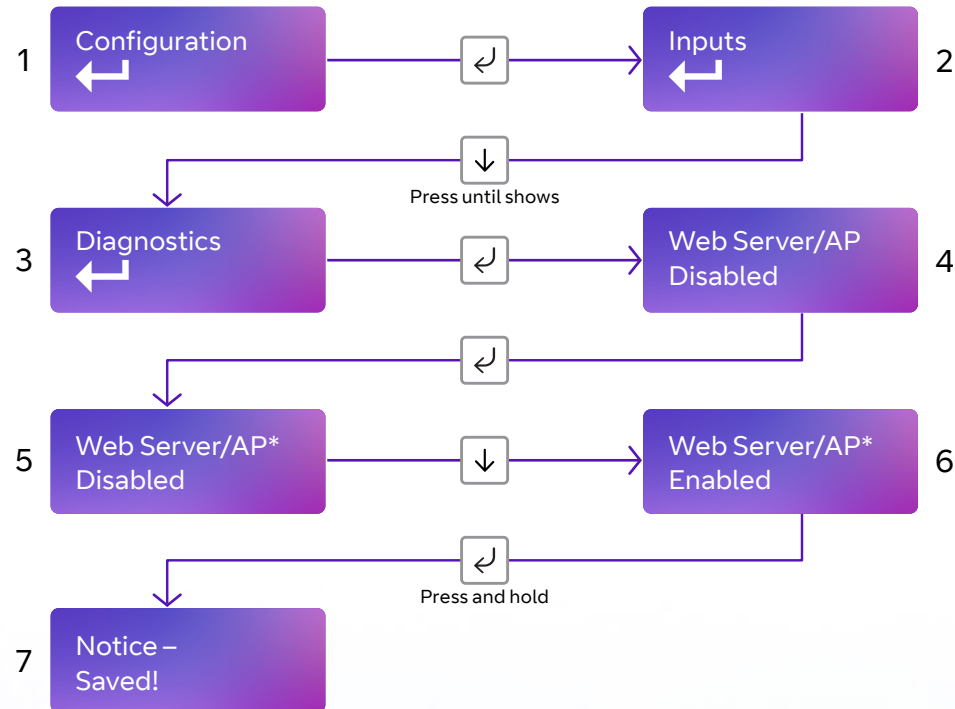 1
Configuration
Inputs
2
Press until shows
3
Diagnostics
Web Server/AP
Disabled
4
5
Web Server/AP*
Disabled
Web Server/AP*
Enabled
6
Press and hold
7
Notice –
Saved!